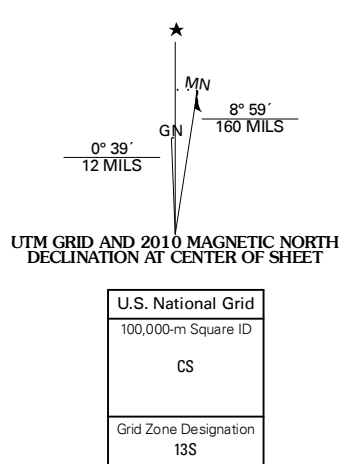 MN
8° 59´
160 MILS
GN
0° 39´
12 MILS
UTM GRID AND 2010 MAGNETIC NORTH
DECLINATION AT CENTER OF SHEET
U.S. National Grid
100,000-m Square ID
CS
Grid Zone Designation
13S